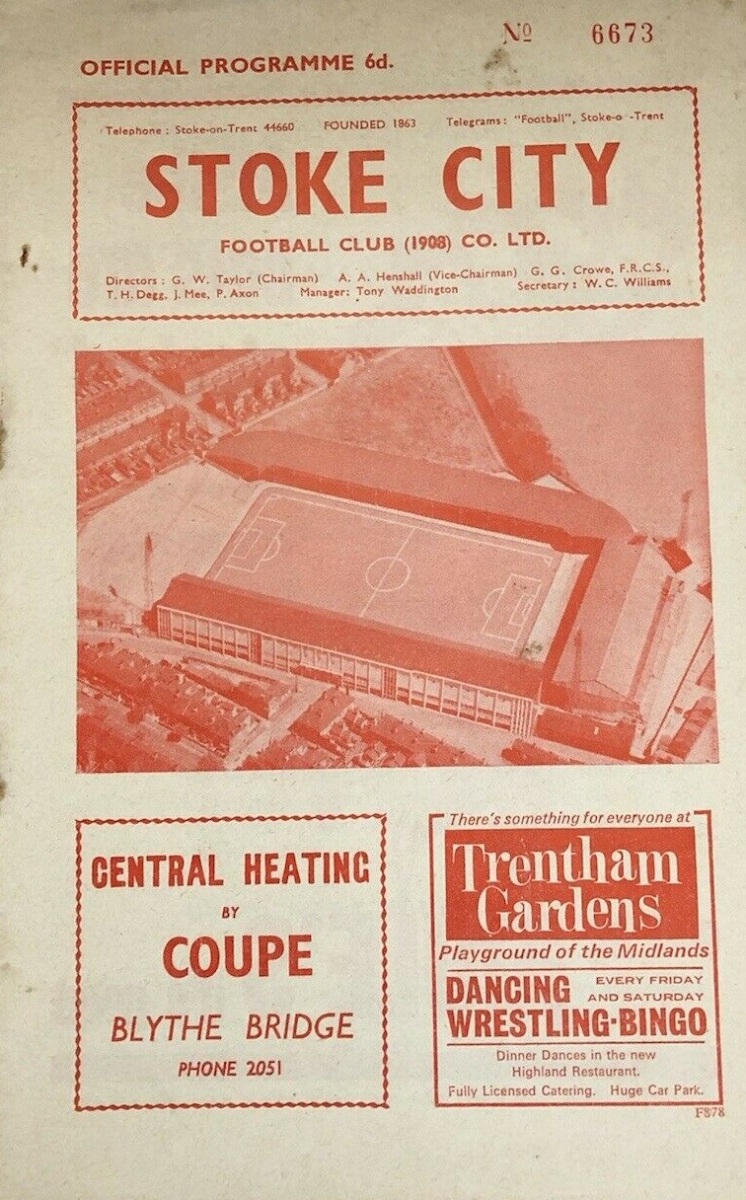 Nº 6673
OFFICIAL PROGRAMME 6d.
Telephone : Stoke-on-Trent 44660 FOUNDED 1863 Telegrams : "Football", Stoke-o -Trent
STOKE CITY
FOOTBALL CLUB (1908) CO. LTD.
Directors : G. W. Taylor (Chairman) A. A. Henshall (Vice-Chairman) G. G. Crowe, F.R.C.S.,
T. H. Degg, J. Mee, P. Axon Manager: Tony Waddington Secretary : W. C. Williams
CENTRAL HEATING
BY
COUPE
BLYTHE BRIDGE
PHONE 2051
There's something for everyone at
Trentham
Gardens
Playground of the Midlands
DANCING EVERY FRIDAY
AND SATURDAY
WRESTLING·BINGO
Dinner Dances in the new
Highland Restaurant.
Fully Licensed Catering. Huge Car Park.
F878